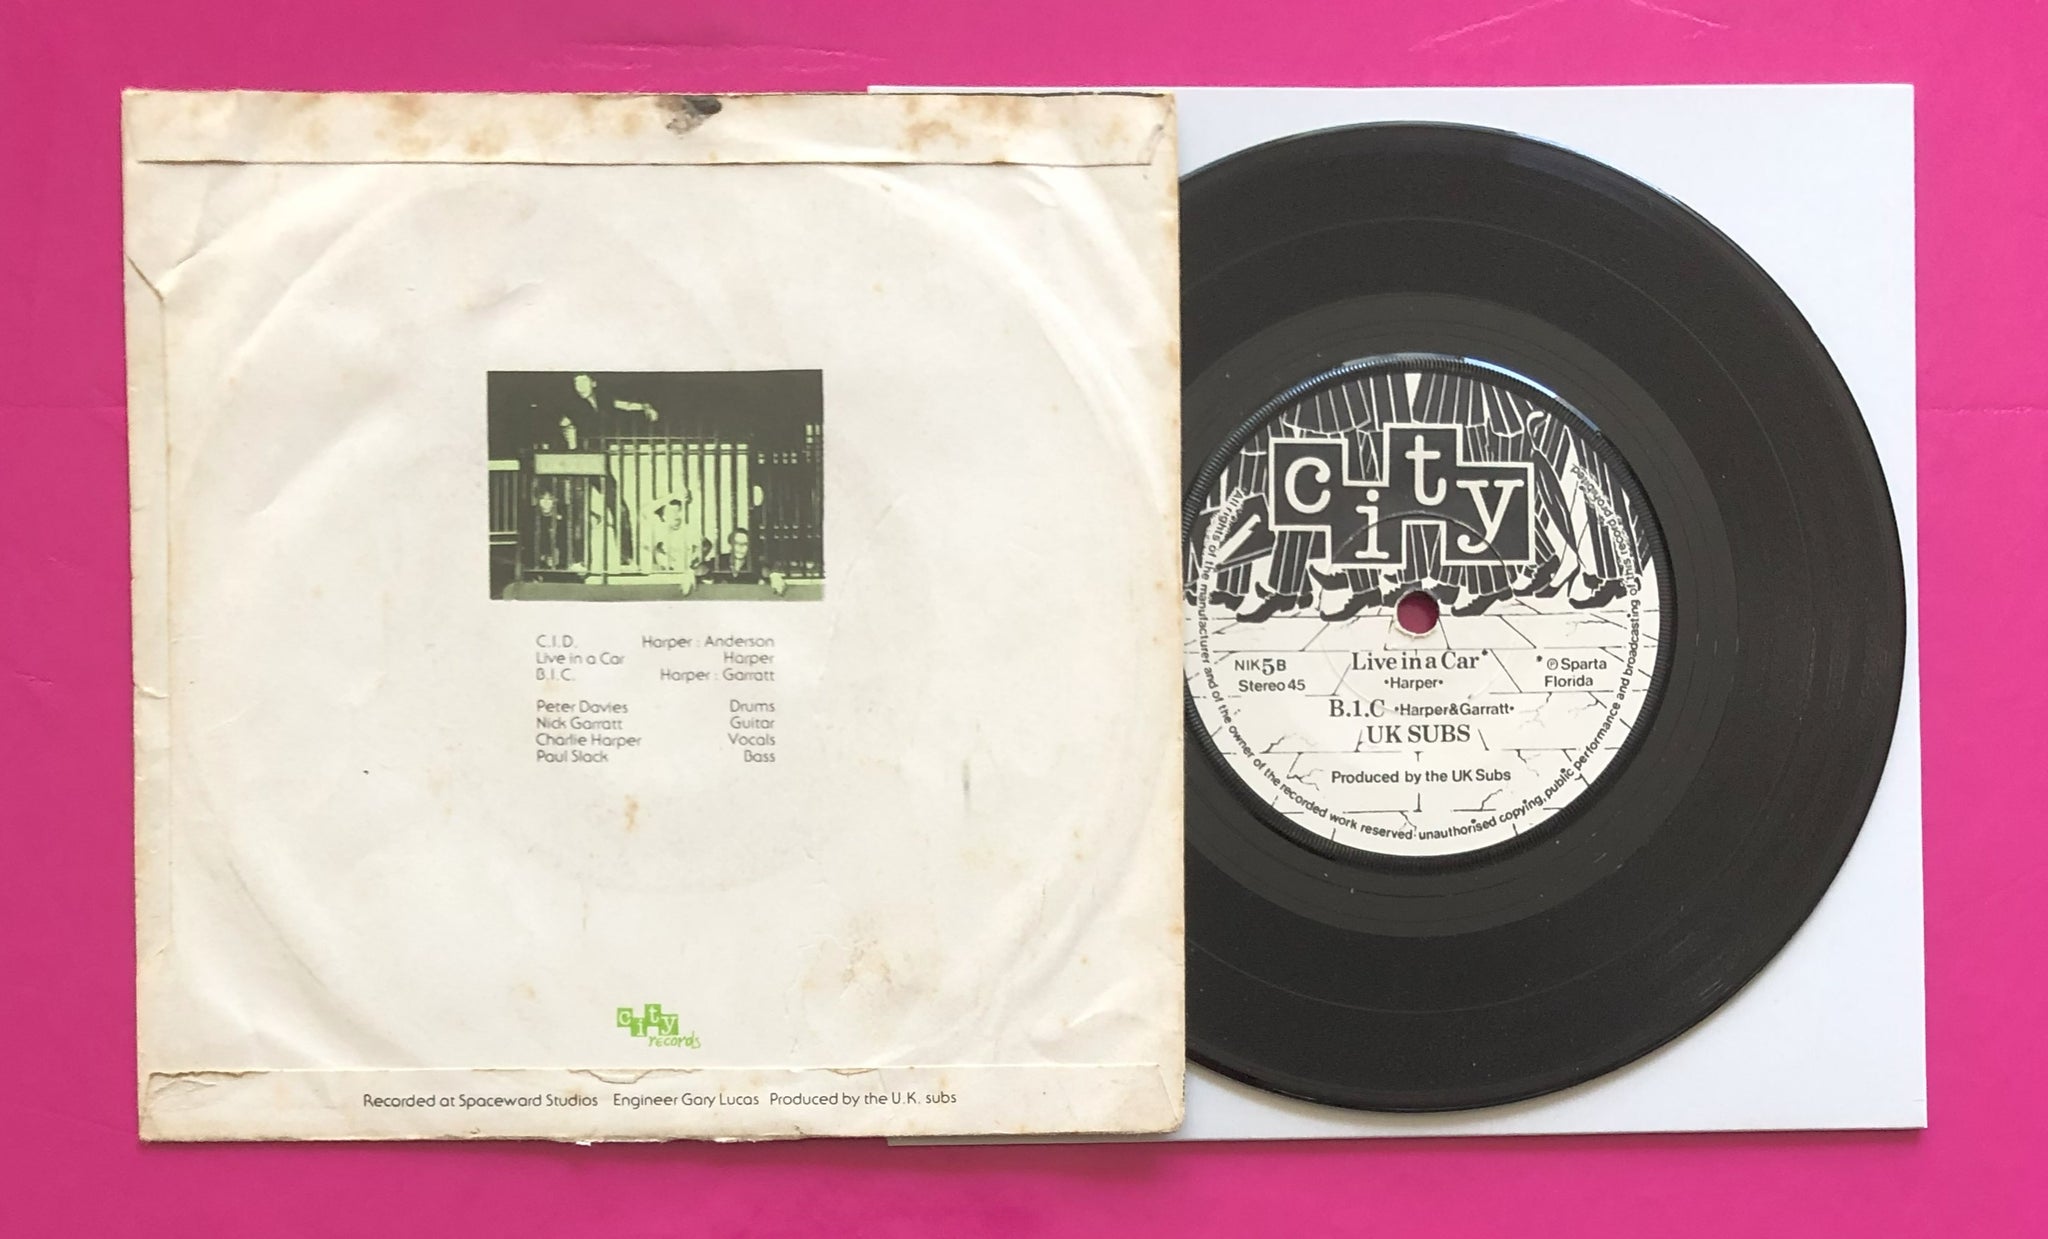 C.I.D. Harper : Anderson
Live in a Car Harper
B.I.C. Harper : Garratt
Peter Davies Drums
Nick Garratt Guitar
Charlie Harper Vocals
Paul Slack Bass
city
records
Recorded at Spaceward Studios Engineer Gary Lucas Produced by the U.K. subs
city
NIK5B
Stereo 45
Live in a Car*
•Harper•
* ℗ Sparta
Florida
B.1.C •Harper&Garratt•
UK SUBS
Produced by the UK Subs
All rights of the manufacturer and of the owner of the recorded work reserved· unauthorised copying, public performance and broadcasting of this record prohibited